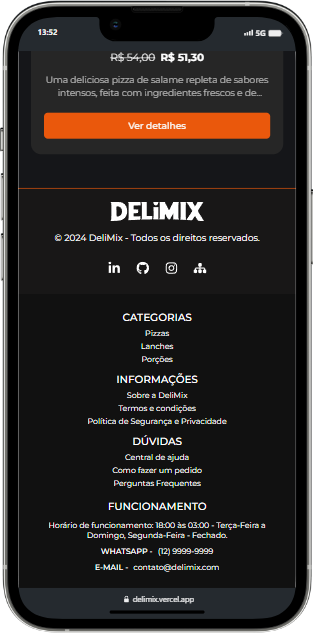 13:52
5G
R$ 54,00 R$ 51,30
Uma deliciosa pizza de salame repleta de sabores
intensos, feita com ingredientes frescos e de...
Ver detalhes
DELiMIX
© 2024 DeliMix - Todos os direitos reservados.
in
CATEGORIAS
Pizzas
Lanches
Porções
INFORMAÇÕES
Sobre a DeliMix
Termos e condições
Política de Segurança e Privacidade
DÚVIDAS
Central de ajuda
Como fazer um pedido
Perguntas Frequentes
FUNCIONAMENTO
Horário de funcionamento: 18:00 às 03:00 - Terça-Feira a
Domingo, Segunda-Feira - Fechado.
WHATSAPP - (12) 9999-9999
E-MAIL - contato@delimix.com
delimix.vercel.app